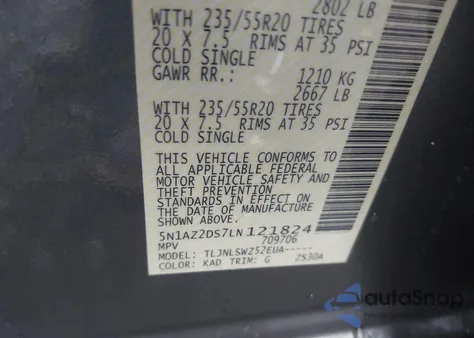 2802 LB
WITH 235/55R20 TIRES
20 X 7.5 RIMS AT 35 PSI
COLD SINGLE
GAWR RR.: 1210 KG
2667 LB
WITH 235/55R20 TIRES
20 X 7.5 RIMS AT 35 PSI
COLD SINGLE
THIS VEHICLE CONFORMS TO
ALL APPLICABLE FEDERAL
MOTOR VEHICLE SAFETY AND
THEFT PREVENTION
STANDARDS IN EFFECT ON
THE DATE OF MANUFACTURE
SHOWN ABOVE.
5N1AZ2DS7LN121824
MPV 709706
MODEL: TLJNLSWZ52EUA-----
COLOR: KAD TRIM: G 2530A
autoSnap